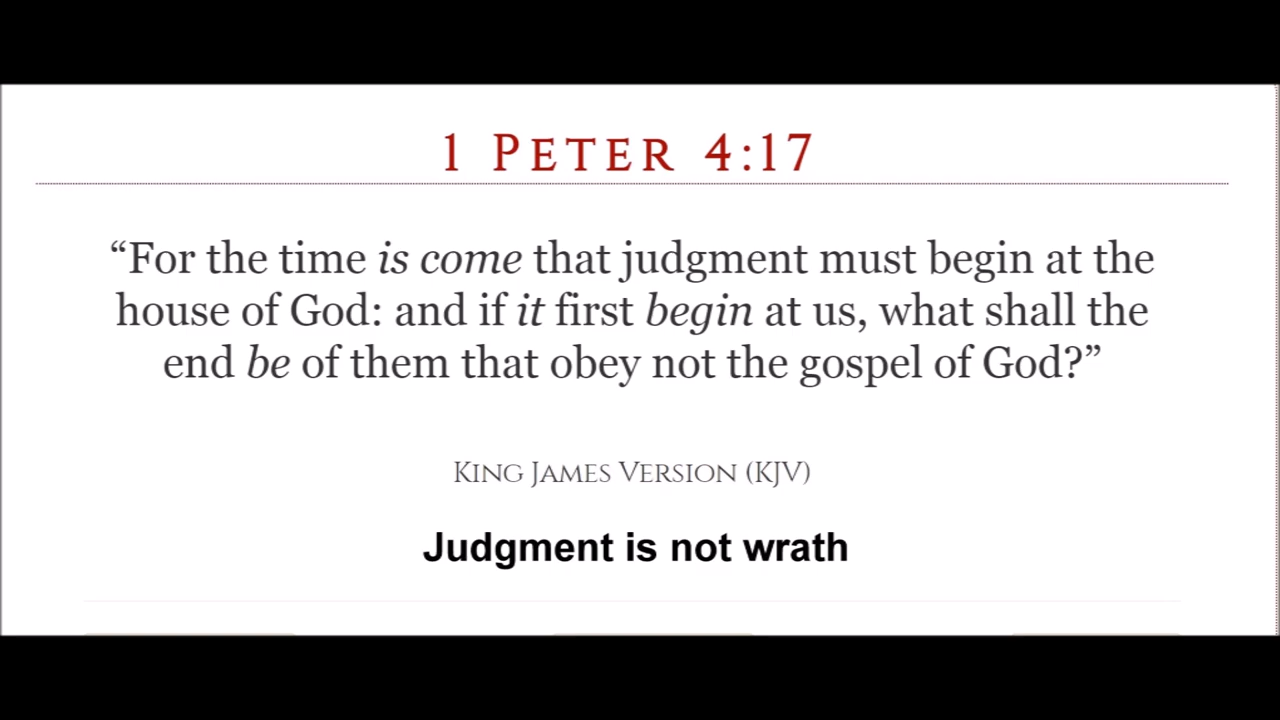 1 PETER 4:17
“For the time is come that judgment must begin at the
house of God: and if it first begin at us, what shall the
end be of them that obey not the gospel of God?”
KING JAMES VERSION (KJV)
Judgment is not wrath